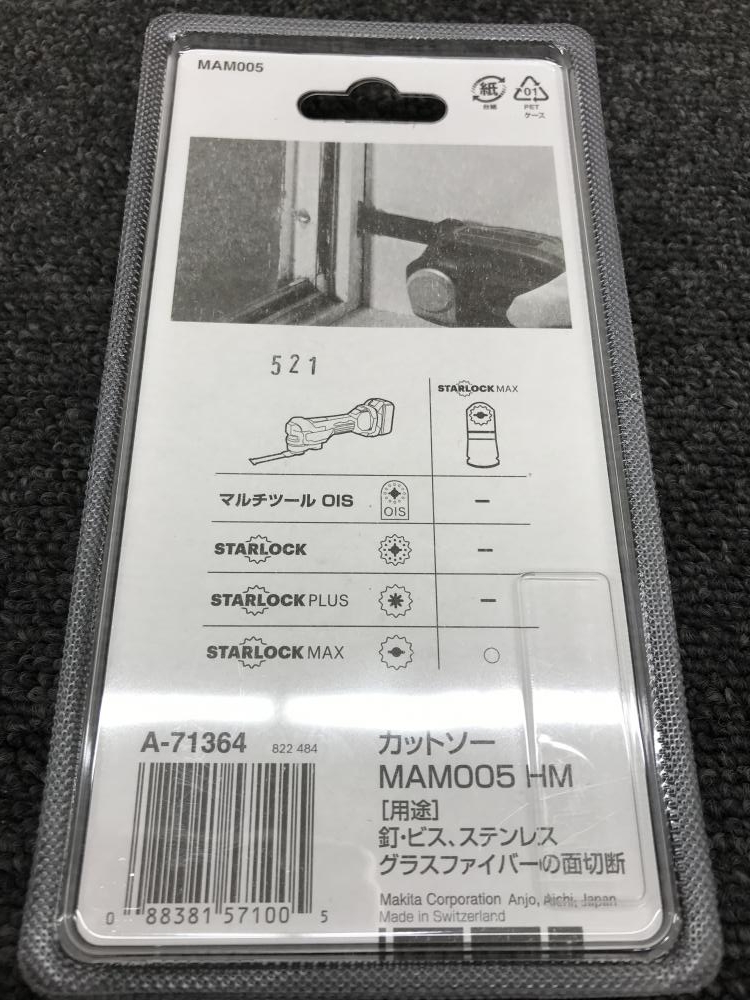 MAM005
紙
台紙
01
PET
ケース
521
STARLOCK MAX
マルチツール OIS
OIS
–
STARLOCK
–
STARLOCK PLUS
–
STARLOCK MAX
○
A-71364
822 484
カットソー
MAM005 HM
[用途]
釘・ビス、ステンレス
グラスファイバーの面切断
Makita Corporation Anjo, Aichi, Japan
Made in Switzerland
0 88381 57100 5